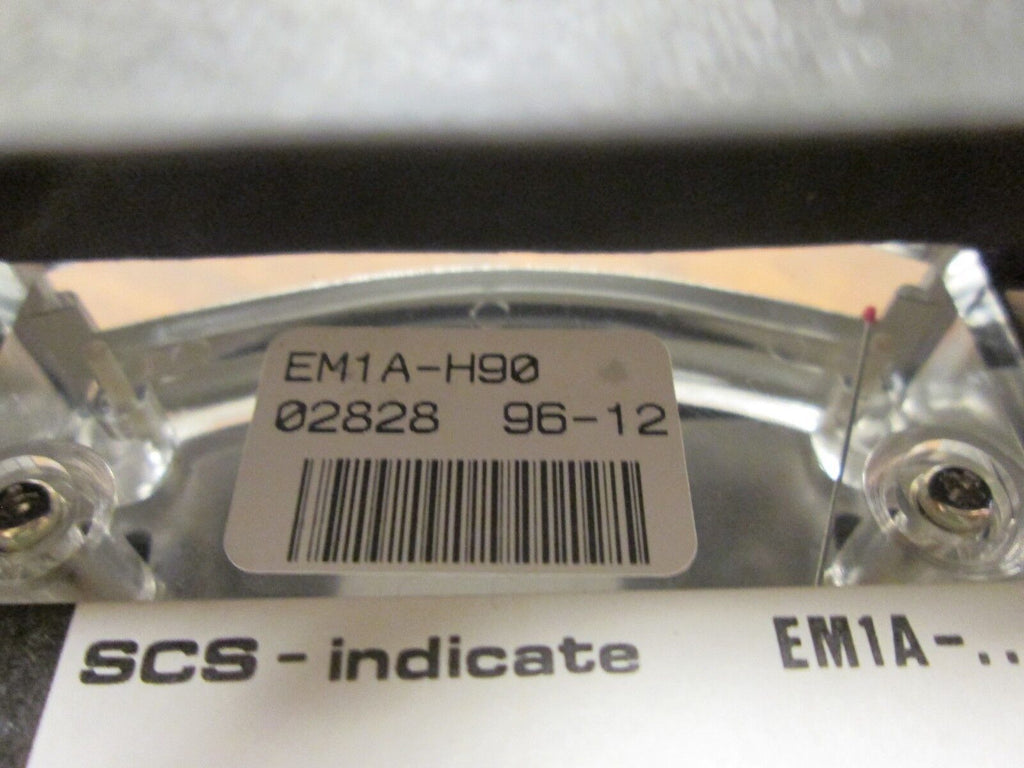 EM1A-H90
02828 96-12
SCS - indicate EM1A-..